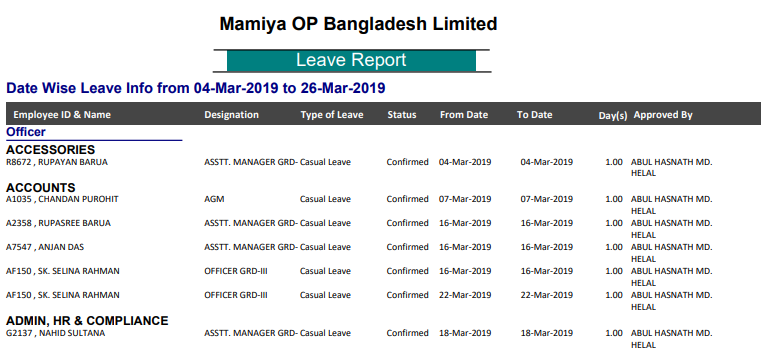 Mamiya OP Bangladesh Limited
Leave Report
Date Wise Leave Info from 04-Mar-2019 to 26-Mar-2019
Employee ID & Name Designation Type of Leave Status From Date To Date Day(s) Approved By
Officer
ACCESSORIES
R8672 , RUPAYAN BARUA ASSTT. MANAGER GRD- Casual Leave Confirmed 04-Mar-2019 04-Mar-2019 1.00 ABUL HASNATH MD.
HELAL
ACCOUNTS
A1035 , CHANDAN PUROHIT AGM Casual Leave Confirmed 07-Mar-2019 07-Mar-2019 1.00 ABUL HASNATH MD.
HELAL
A2358 , RUPASREE BARUA ASSTT. MANAGER GRD- Casual Leave Confirmed 16-Mar-2019 16-Mar-2019 1.00 ABUL HASNATH MD.
HELAL
A7547 , ANJAN DAS ASSTT. MANAGER GRD- Casual Leave Confirmed 16-Mar-2019 16-Mar-2019 1.00 ABUL HASNATH MD.
HELAL
AF150 , SK. SELINA RAHMAN OFFICER GRD-III Casual Leave Confirmed 16-Mar-2019 16-Mar-2019 1.00 ABUL HASNATH MD.
HELAL
AF150 , SK. SELINA RAHMAN OFFICER GRD-III Casual Leave Confirmed 22-Mar-2019 22-Mar-2019 1.00 ABUL HASNATH MD.
HELAL
ADMIN, HR & COMPLIANCE
G2137 , NAHID SULTANA ASSTT. MANAGER GRD- Casual Leave Confirmed 18-Mar-2019 18-Mar-2019 1.00 ABUL HASNATH MD.
HELAL